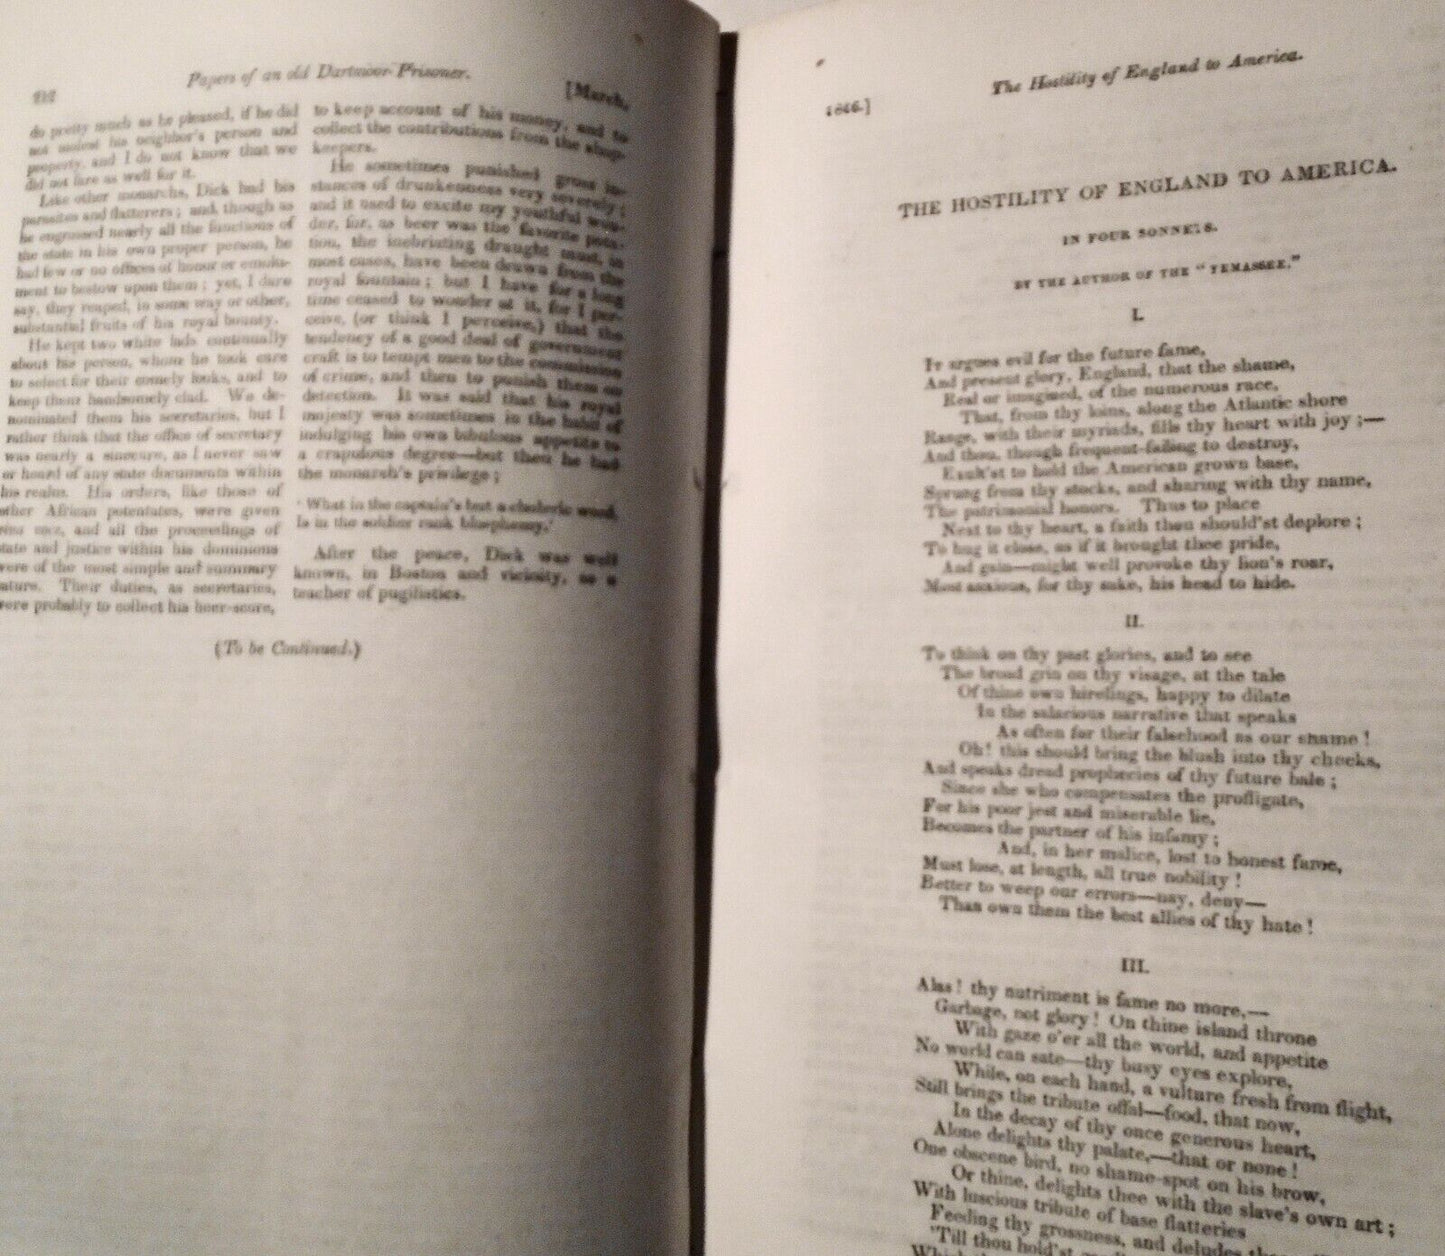 212
Papers of an old Dartmoor Prisoner.
[March,
do pretty much as he pleased, if he did
not molest his neighbor's person and
property, and I do not know that we
did not fare as well for it.
Like other monarchs, Dick had his
parasites and flatterers; and, though as
he engrossed nearly all the functions of
the state in his own proper person, he
had few or no offices of honor or emolu-
ment to bestow upon them; yet, I dare
say, they reaped, in some way or other,
substantial fruits of his royal bounty.
He kept two white lads continually
about his person, whom he took care
to select for their comely looks, and to
keep them handsomely clad. We de-
nominated them his secretaries, but I
rather think that the office of secretary
was nearly a sinecure, as I never saw
or heard of any state documents within
his realm. His orders, like those of
other African potentates, were given
viva voce, and all the proceedings of
tate and justice within his dominions
vere of the most simple and summary
ature. Their duties, as secretaries,
vere probably to collect his beer-score,
to keep account of his money, and to
collect the contributions from the shop-
keepers.
He sometimes punished gross in-
stances of drunkenness very severely;
and it used to excite my youthful won-
der, for, as beer was the favorite pota-
tion, the inebriating draught must, in
most cases, have been drawn from the
royal fountain; but I have for a long
time ceased to wonder at it, for I per-
ceive, (or think I perceive,) that the
tendency of a good deal of government
craft is to tempt men to the commission
of crime, and then to punish them on
detection. It was said that his royal
majesty was sometimes in the habit of
indulging his own bibulous appetite to
a crapulous degree—but then he had
the monarch's privilege;
'What in the captain's but a choleric word,
Is in the soldier rank blasphemy.'
After the peace, Dick was well
known, in Boston and vicinity, as a
teacher of pugilistics.
(To be Continued.)
1846.]
The Hostility of England to America.
THE HOSTILITY OF ENGLAND TO AMERICA.
IN FOUR SONNETS.
BY THE AUTHOR OF THE "YEMASSEE."
I.
IT argues evil for the future fame,
And present glory, England, that the shame,
Real or imagined, of the numerous race,
That, from thy loins, along the Atlantic shore
Range, with their myriads, fills thy heart with joy;—
And thou, though frequent-failing to destroy,
Exult'st to hold the American grown base,
Sprung from thy stocks, and sharing with thy name,
The patrimonial honors. Thus to place
Next to thy heart, a faith thou should'st deplore;
To hug it close, as if it brought thee pride,
And gain—might well provoke thy lion's roar,
Most anxious, for thy sake, his head to hide.
II.
To think on thy past glories, and to see
The broad grin on thy visage, at the tale
Of thine own hirelings, happy to dilate
In the salacious narrative that speaks
As often for their falsehood as our shame!
Oh! this should bring the blush into thy cheeks,
And speaks dread prophecies of thy future bale;
Since she who compensates the profligate,
For his poor jest and miserable lie,
Becomes the partner of his infamy;
And, in her malice, lost to honest fame,
Must lose, at length, all true nobility!
Better to weep our errors—nay, deny—
Than own them the best allies of thy hate!
III.
Alas! thy nutriment is fame no more,—
Garbage, not glory! On thine island throne
With gaze o'er all the world, and appetite
No world can sate—thy busy eyes explore,
While, on each hand, a vulture fresh from flight,
Still brings the tribute offal—food, that now,
In the decay of thy once generous heart,
Alone delights thy palate,—that or none!
One obscene bird, no shame-spot on his brow,
Or thine, delights thee with the slave's own art;
With luscious tribute of base flatteries
Feeding thy grossness, and deludes
'Till thou hold'st
Which